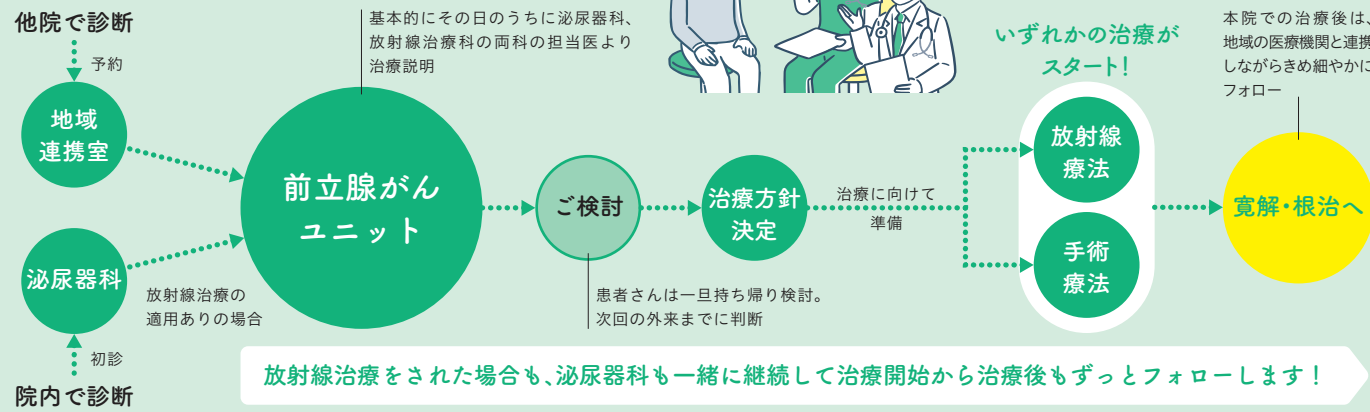 他院で診断
予約
地域
連携室
泌尿器科
初診
院内で診断
放射線治療の
適用ありの場合
基本的にその日のうちに泌尿器科、
放射線治療科の両科の担当医より
治療説明
前立腺がん
ユニット
ご検討
患者さんは一旦持ち帰り検討。
次回の外来までに判断
治療方針
決定
治療に向けて
準備
いずれかの治療が
スタート!
放射線
療法
手術
療法
本院での治療後は、
地域の医療機関と連携
しながらきめ細やかに
フォロー
寛解・根治へ
放射線治療をされた場合も、泌尿器科も一緒に継続して治療開始から治療後もずっとフォローします!